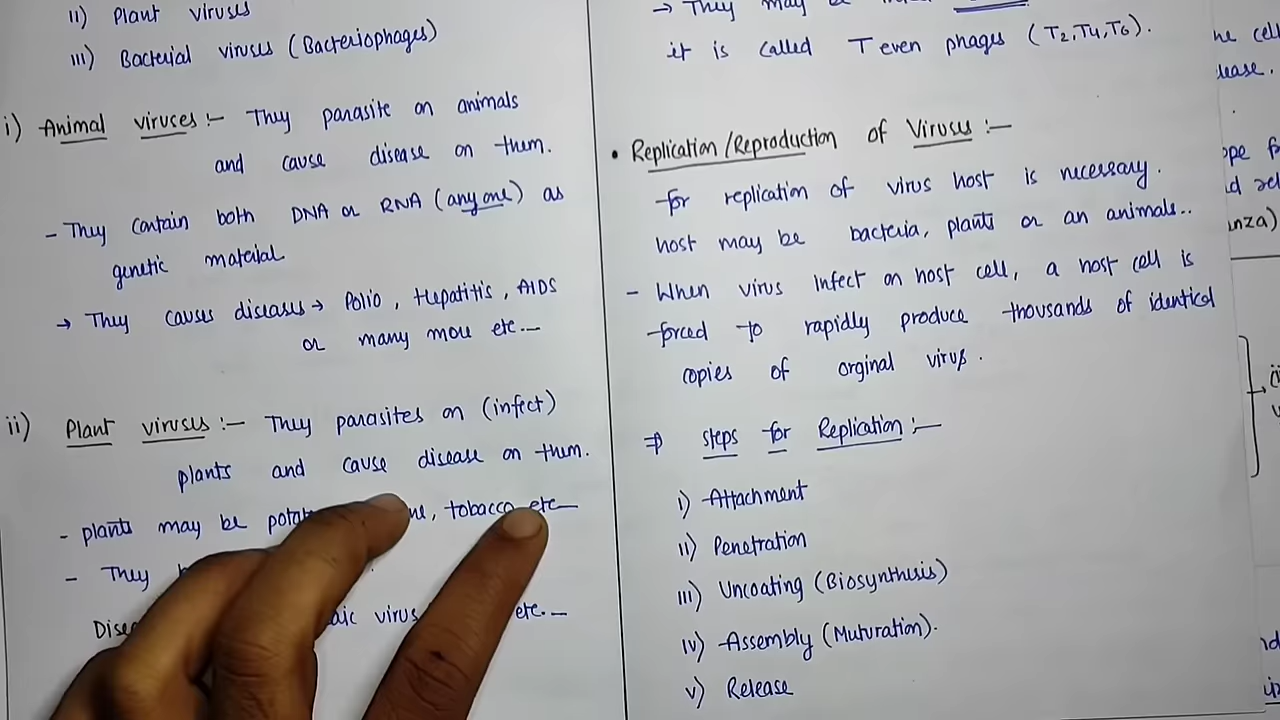 ii) Plant viruses
iii) Bacterial viruses (Bacteriophages)
i) Animal viruces :- They parasite on animals
and cause disease on them.
- They contain both DNA or RNA (any one) as
genetic material
→ They causes diseases → Polio, Hepatitis, AIDS
or many more etc.—
ii) Plant viruses :- They parasites on (infect)
plants and cause disease on them.
- plants may be tobacco etc—
- They
virus etc.—
→ They may be
it is called T even phages (T2,T4,T6).
• Replication/Reproduction of Viruses :-
for replication of virus host is necessary.
host may be bacteria, plants or an animals..
- When virus infect on host cell, a host cell is
forced to rapidly produce thousands of identical
copies of orginal virus.
⇒ steps for Replication :-
i) Attachment
ii) Penetration
iii) Uncoating (Biosynthesis)
iv) Assembly (Muturation).
v) Release
cell